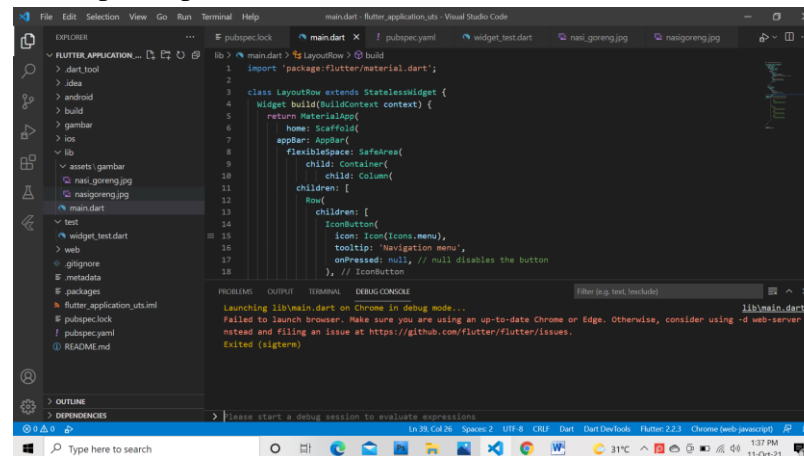 File Edit Selection View Go Run Terminal Help
main.dart - flutter_application_uts - Visual Studio Code
EXPLORER
pubspec.lock
main.dart
pubspec.yaml
widget_test.dart
nasi_goreng.jpg
nasigoreng.jpg
FLUTTER_APPLICATION_...
.dart_tool
.idea
android
build
gambar
ios
lib
assets \ gambar
nasi_goreng.jpg
nasigoreng.jpg
main.dart
test
widget_test.dart
web
.gitignore
.metadata
.packages
flutter_application_uts.iml
pubspec.lock
pubspec.yaml
README.md
OUTLINE
DEPENDENCIES
lib > main.dart > LayoutRow > build
1 import 'package:flutter/material.dart';
2
3 class LayoutRow extends StatelessWidget {
4 Widget build(BuildContext context) {
5 return MaterialApp(
6 home: Scaffold(
7 appBar: AppBar(
8 flexibleSpace: SafeArea(
9 child: Container(
10 child: Column(
11 children: [
12 Row(
13 children: [
14 IconButton(
15 icon: Icon(Icons.menu),
16 tooltip: 'Navigation menu',
17 onPressed: null, // null disables the button
18 ), // IconButton
PROBLEMS OUTPUT TERMINAL DEBUG CONSOLE
Filter (e.g. text, !exclude)
Launching lib\main.dart on Chrome in debug mode...
lib\main.dart
Failed to launch browser. Make sure you are using an up-to-date Chrome or Edge. Otherwise, consider using -d web-server
nstead and filing an issue at https://github.com/flutter/flutter/issues.
Exited (sigterm)
Please start a debug session to evaluate expressions
0 0 Ln 39, Col 26 Spaces: 2 UTF-8 CRLF Dart Dart DevTools Flutter: 2.2.3 Chrome (web-javascript)
Type here to search
31°C
1:37 PM
11-Oct-21